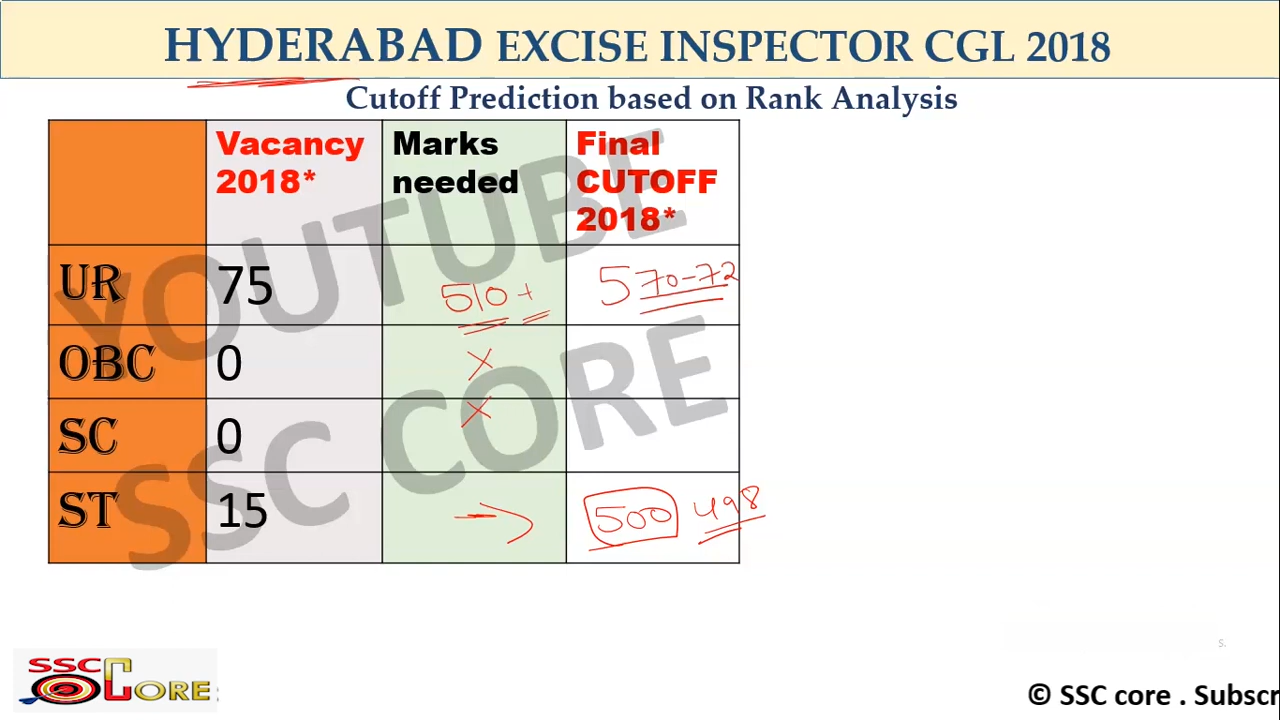 HYDERABAD EXCISE INSPECTOR CGL 2018
Cutoff Prediction based on Rank Analysis
Vacancy 2018* Marks needed Final CUTOFF 2018*
UR 75 510+ 570-72
OBC 0 X
SC 0 X
ST 15 → 500 498
YOUTUBE
SSC CORE
S.
SSC CORE
© SSC core . Subscr